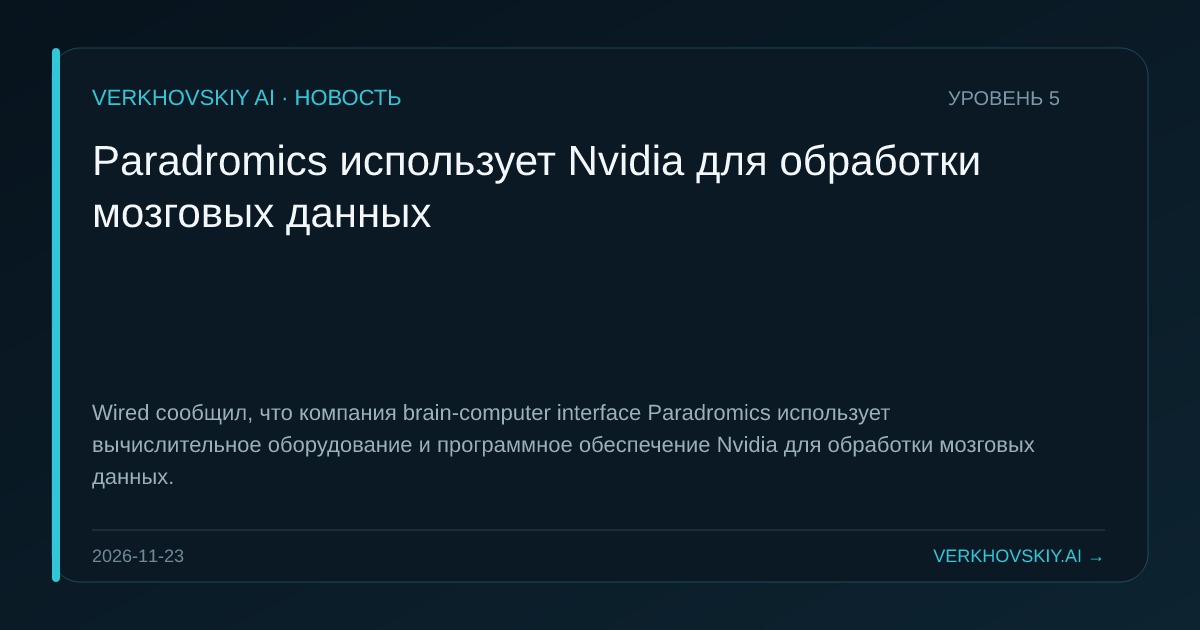 VERKHOVSKIY AI · НОВОСТЬ
УРОВЕНЬ 5
Paradromics использует Nvidia для обработки
мозговых данных
Wired сообщил, что компания brain-computer interface Paradromics использует
вычислительное оборудование и программное обеспечение Nvidia для обработки мозговых
данных.
2026-11-23
VERKHOVSKIY.AI →